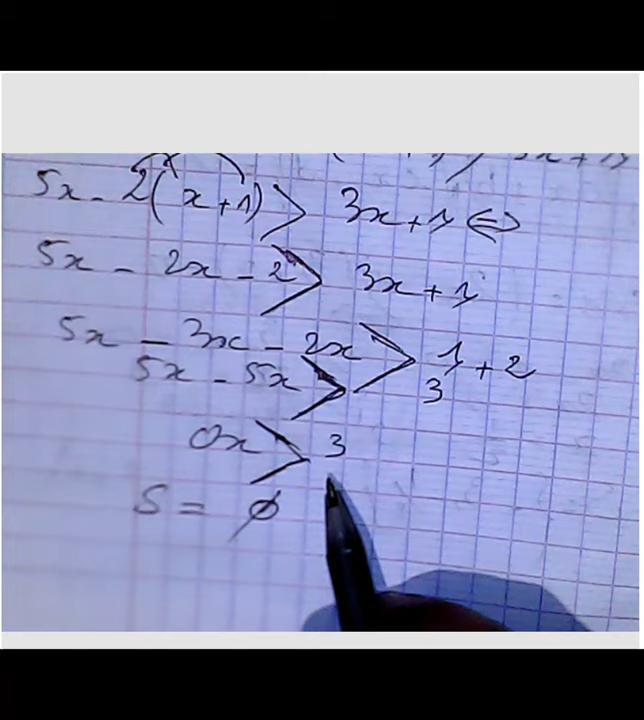 5x - 2(x+1) > 3x+1 ⇔
5x - 2x - 2 > 3x+1
5x - 3x - 2x > 1+2
5x - 5x > 3
0x > 3
S = ∅